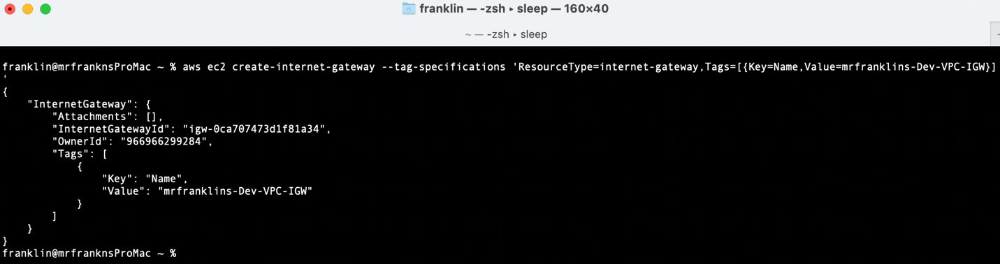 franklin — -zsh ▸ sleep — 160×40
~ — -zsh ▸ sleep
franklin@mrfranknsProMac ~ % aws ec2 create-internet-gateway --tag-specifications 'ResourceType=internet-gateway,Tags=[{Key=Name,Value=mrfranklins-Dev-VPC-IGW}]
'
{
    "InternetGateway": {
        "Attachments": [],
        "InternetGatewayId": "igw-0ca707473d1f81a34",
        "OwnerId": "966966299284",
        "Tags": [
            {
                "Key": "Name",
                "Value": "mrfranklins-Dev-VPC-IGW"
            }
        ]
    }
}
franklin@mrfranknsProMac ~ %